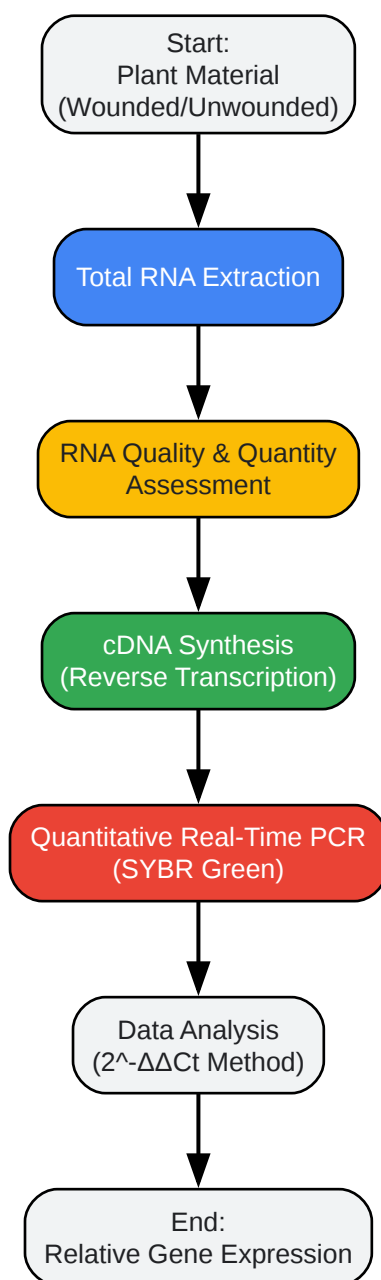 Start:
Plant Material
(Wounded/Unwounded)
Total RNA Extraction
RNA Quality & Quantity
Assessment
cDNA Synthesis
(Reverse Transcription)
Quantitative Real-Time PCR
(SYBR Green)
Data Analysis
(2^-ΔΔCt Method)
End:
Relative Gene Expression